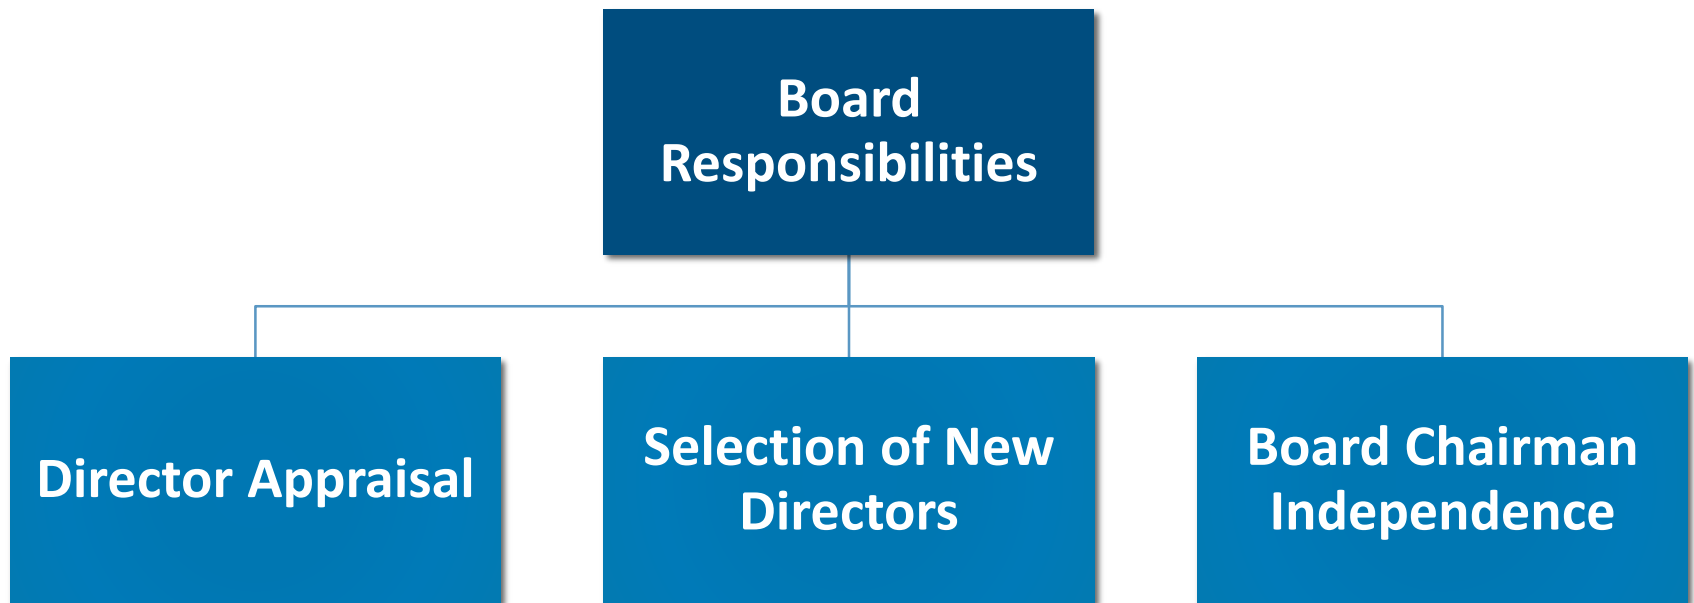 Board
Responsibilities
Director Appraisal
Selection of New
Directors
Board Chairman
Independence